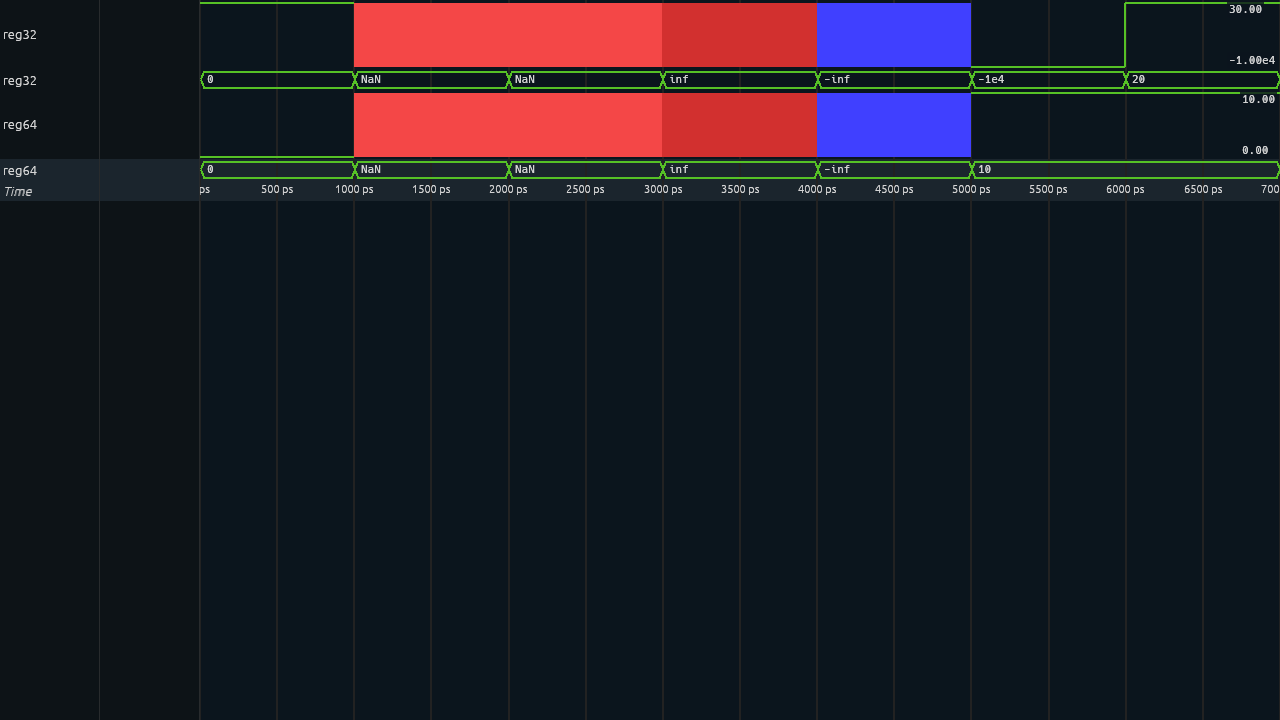 reg32 30.00
-1.00e4
reg32 0 NaN NaN inf -inf -1e4 20
reg64 10.00
0.00
reg64 0 NaN NaN inf -inf 10
Time ps 500 ps 1000 ps 1500 ps 2000 ps 2500 ps 3000 ps 3500 ps 4000 ps 4500 ps 5000 ps 5500 ps 6000 ps 6500 ps 700